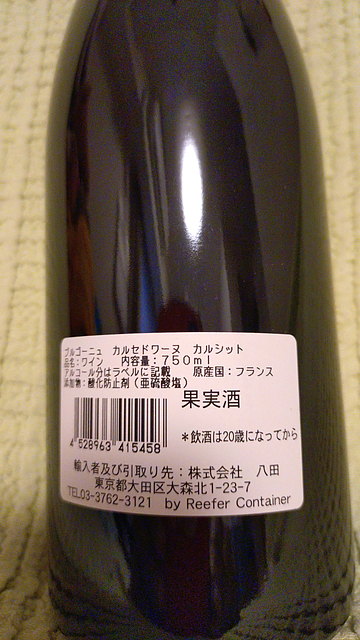 ブルゴーニュ カルセドワーヌ カルシット
品名：ワイン 内容量：750ml
アルコール分はラベルに記載 原産国：フランス
添加物：酸化防止剤（亜硫酸塩）
果実酒
4 528963 415458
＊飲酒は20歳になってから
輸入者及び引取り先：株式会社 八田
東京都大田区大森北1-23-7
TEL03-3762-3121 by Reefer Container